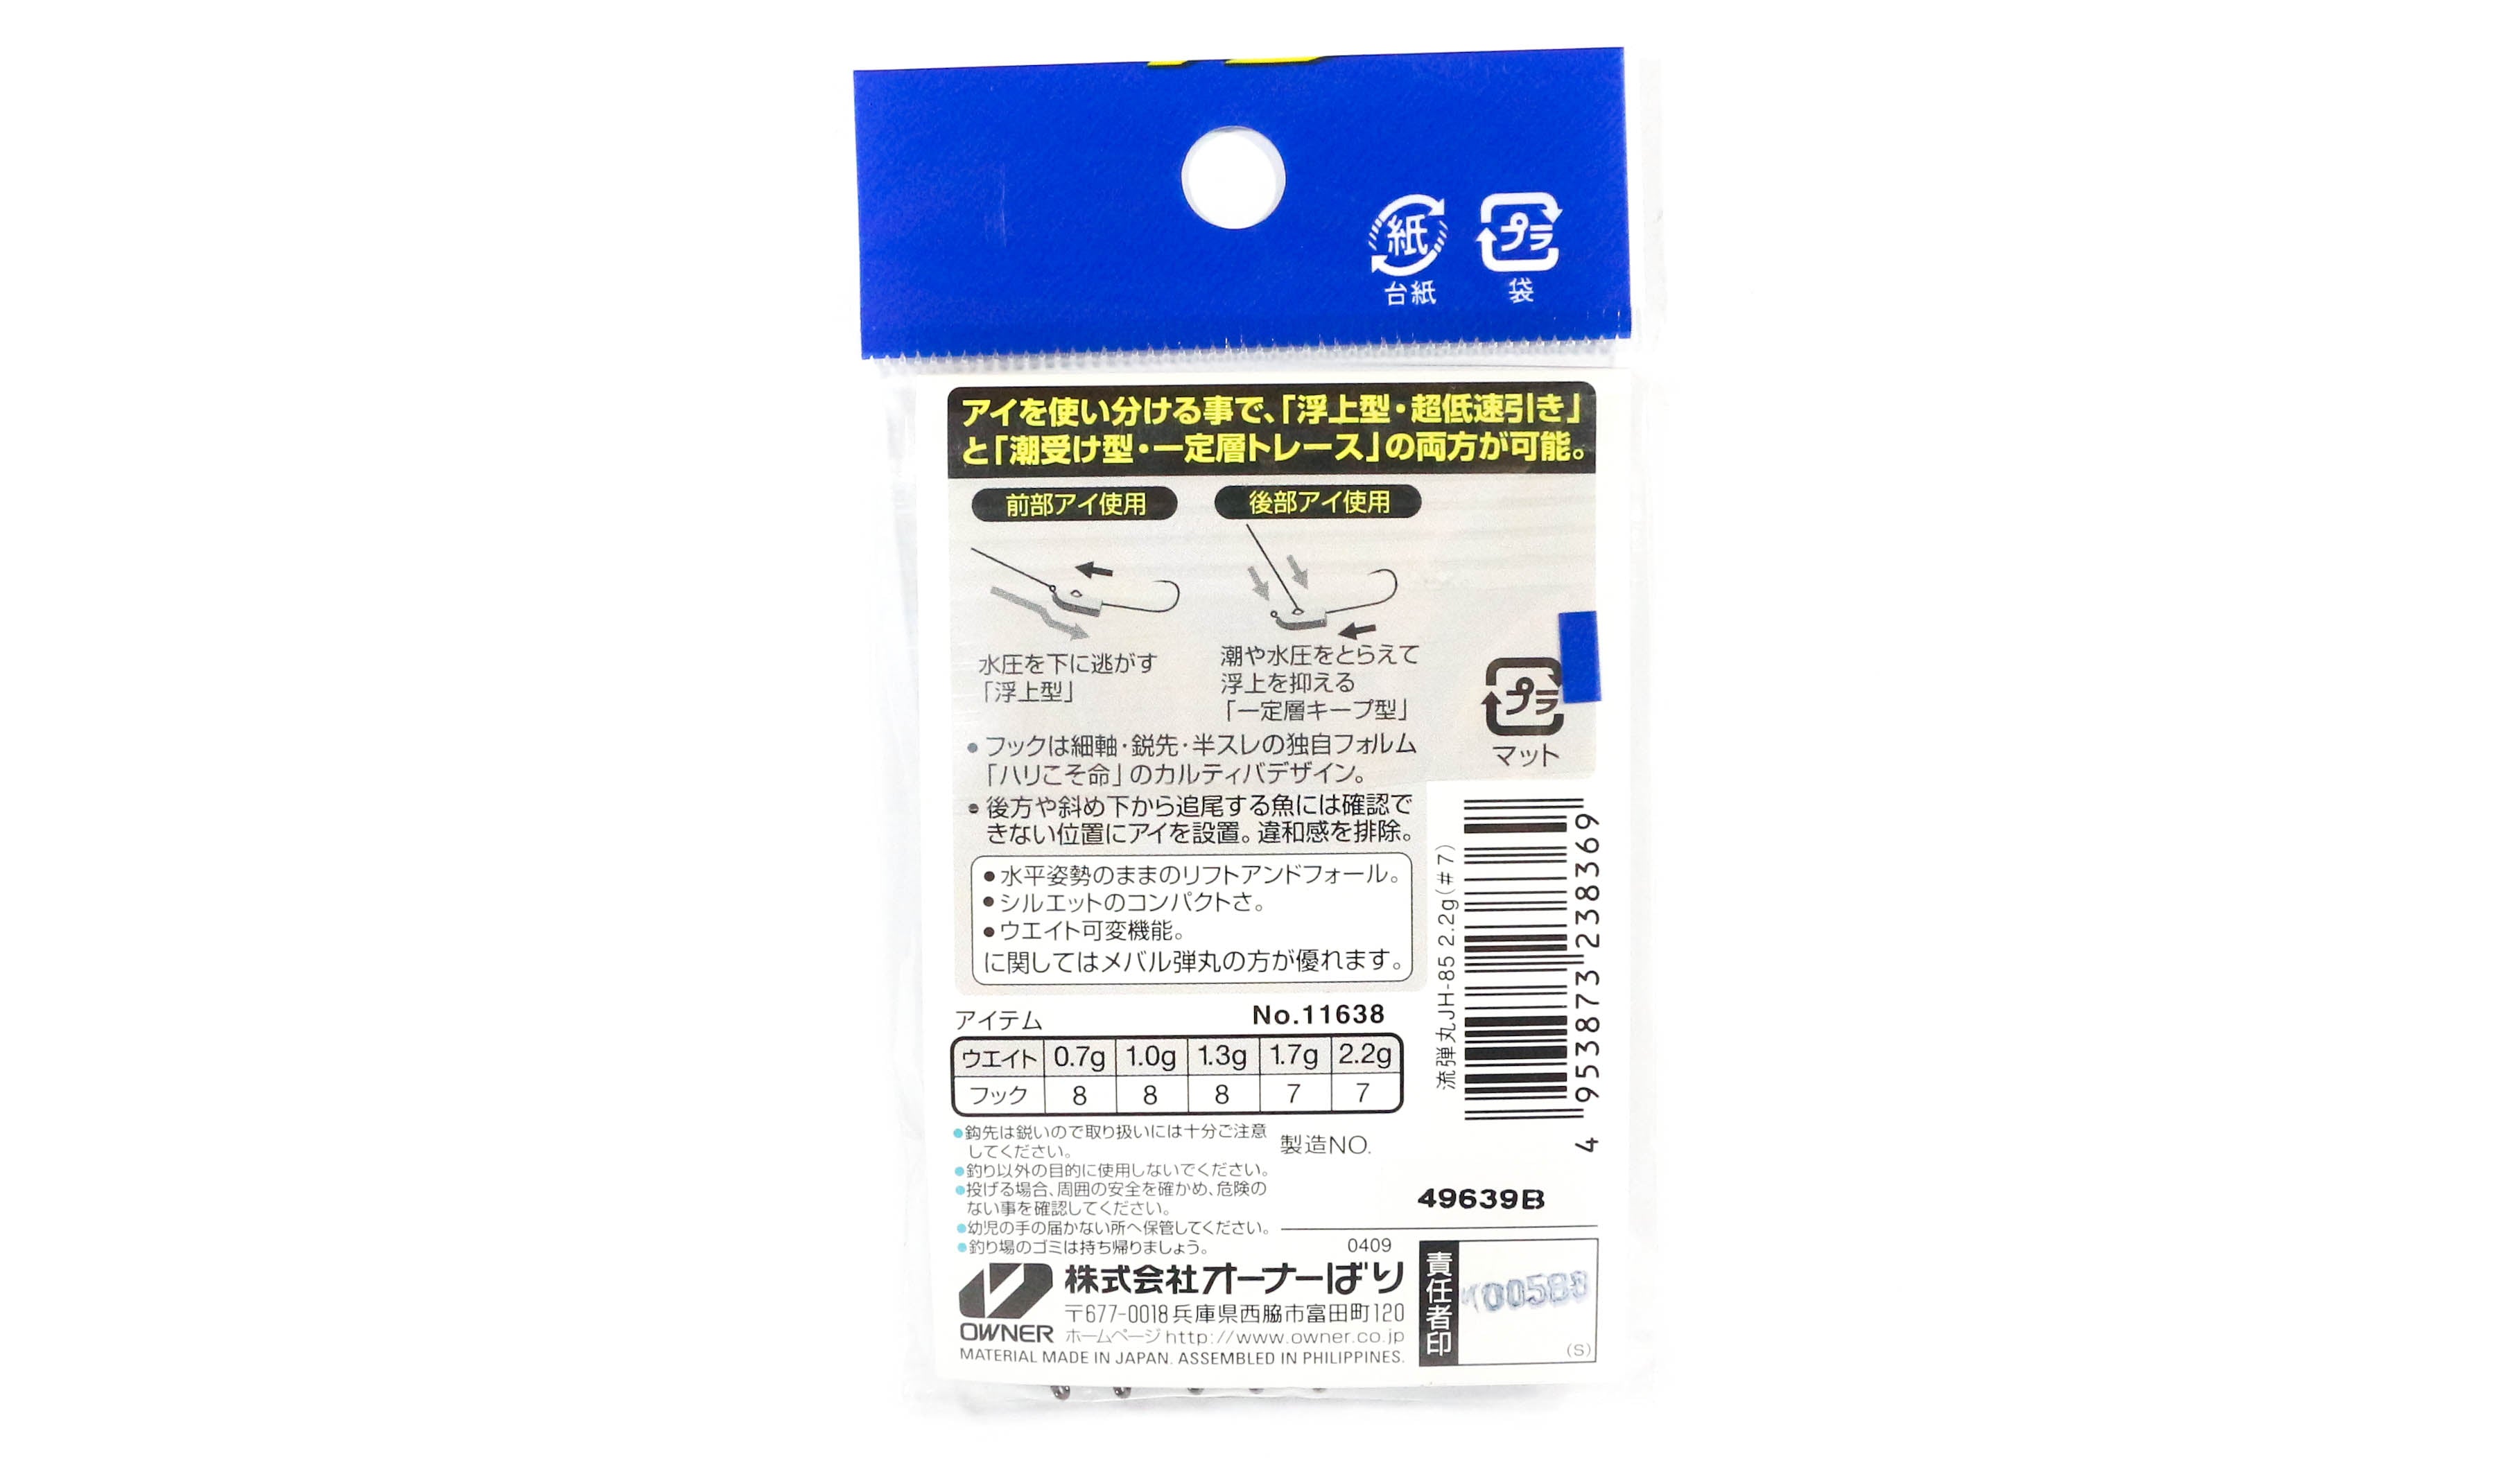 紙
プラ
台紙
袋
アイを使い分ける事で、「浮上型・超低速引き」
と「潮受け型・一定層トレース」の両方が可能。
前部アイ使用
後部アイ使用
水圧を下に逃がす
「浮上型」
潮や水圧をとらえて
浮上を抑える
「一定層キープ型」
プラ
マット
●フックは細軸・鋭先・半スレの独自フォルム
「ハリこそ命」のカルティバデザイン。
●後方や斜め下から追尾する魚には確認で
きない位置にアイを設置。違和感を排除。
●水平姿勢のままのリフトアンドフォール。
●シルエットのコンパクトさ。
●ウエイト可変機能。
に関してはメバル弾丸の方が優れます。
流弾丸JH-85 2.2g(#7)
4 953873 238369
アイテム No.11638
ウエイト 0.7g 1.0g 1.3g 1.7g 2.2g
フック 8 8 8 7 7
●鈎先は鋭いので取り扱いには十分ご注意
してください。
●釣り以外の目的に使用しないでください。
●投げる場合、周囲の安全を確かめ、危険の
ない事を確認してください。
●幼児の手の届かない所へ保管してください。
●釣り場のゴミは持ち帰りましょう。
製造NO.
49639B
0409
株式会社オーナーばり
〒677-0018兵庫県西脇市富田町120
OWNER ホームページhttp://www.owner.co.jp
MATERIAL MADE IN JAPAN. ASSEMBLED IN PHILIPPINES.
責任者印
(S)